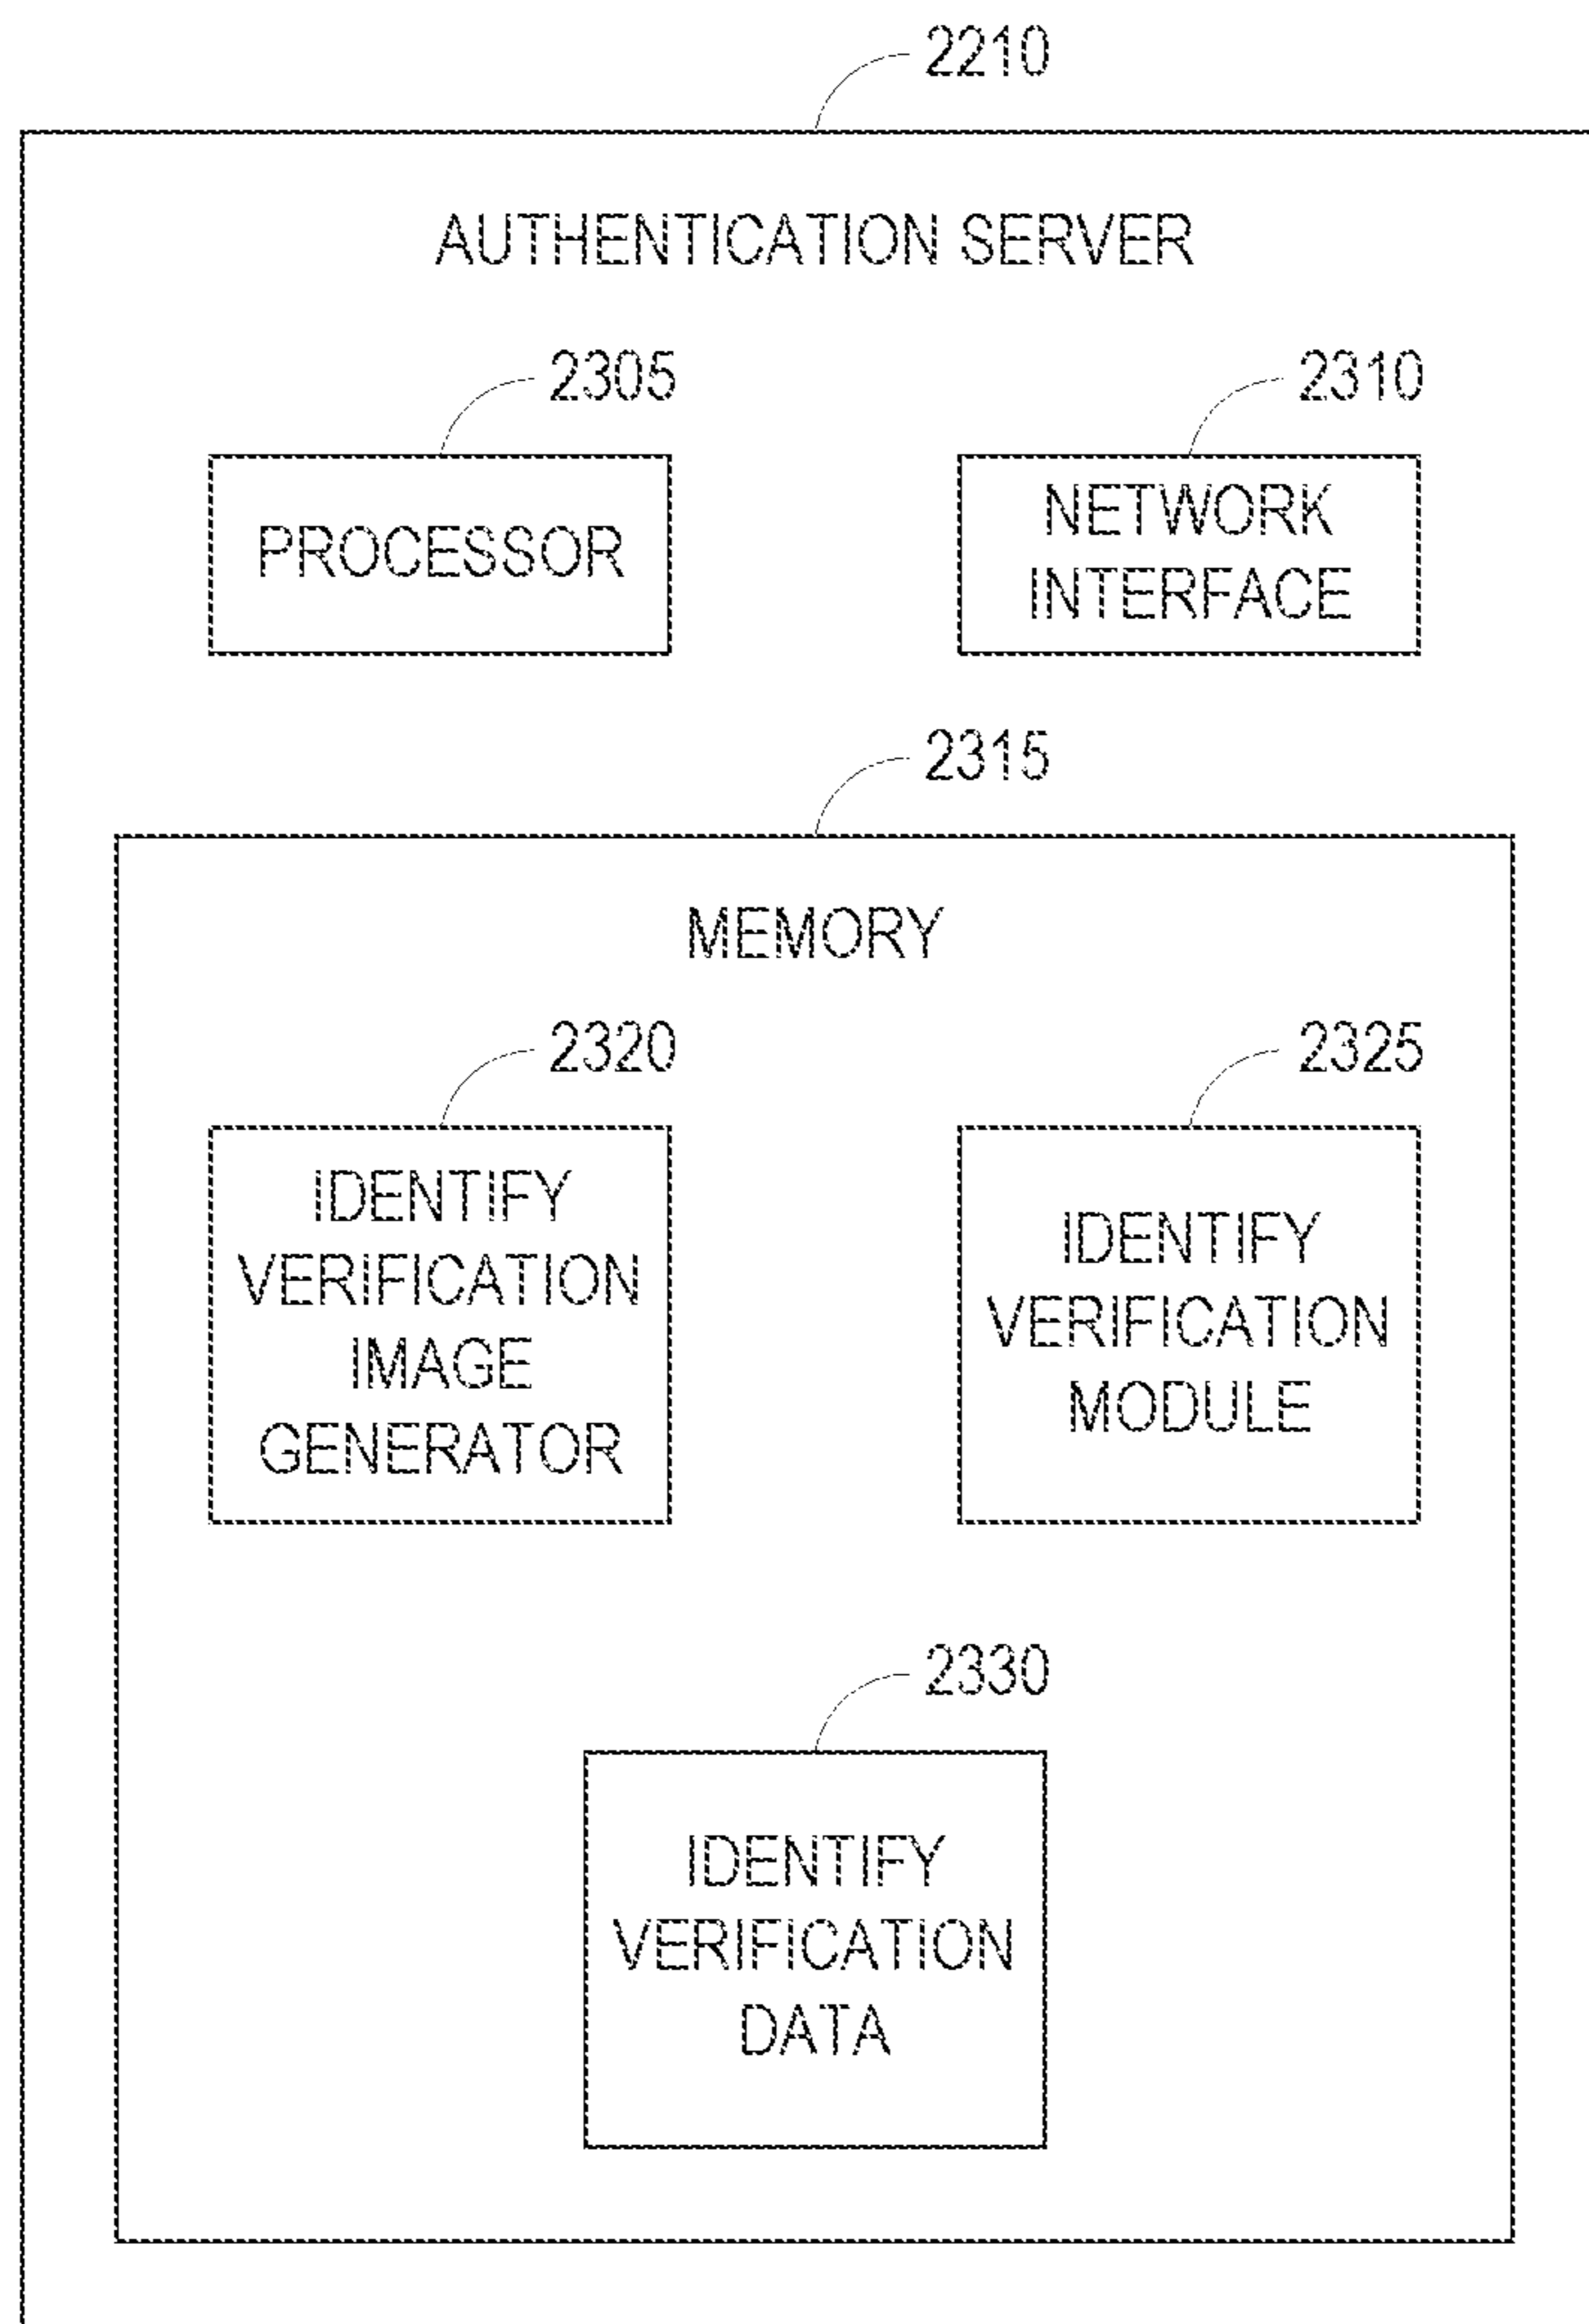 2210
AUTHENTICATION SERVER
2305
2310
PROCESSOR
NETWORK
INTERFACE
2315
MEMORY
2320
2325
IDENTIFY
VERIFICATION
IMAGE
GENERATOR
IDENTIFY
VERIFICATION
MODULE
2330
IDENTIFY
VERIFICATION
DATA